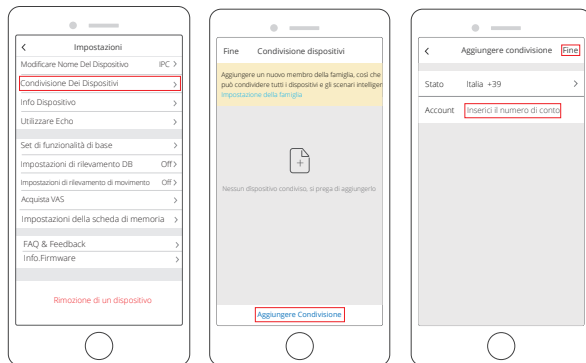 Impostazioni
Modificare Nome Del Dispositivo IPC
Condivisione Dei Dispositivi
Info Dispositivo
Utilizzare Echo
Set di funzionalità di base
Impostazioni di rilevamento DB Off
Impostazioni di rilevamento di movimento Off
Acquista VAS
Impostazioni della scheda di memoria
FAQ & Feedback
Info.Firmware
Rimozione di un dispositivo
Fine Condivisione dispositivi
Aggiungere un nuovo membro della famiglia, così che
può condividere tutti i dispositivi e gli scenari intelligen
Impostazione della famiglia
Nessun dispositivo condiviso, si prega di aggiungerlo
Aggiungere Condivisione
Aggiungere condivisione Fine
Stato Italia +39
Account Inserici il numero di conto